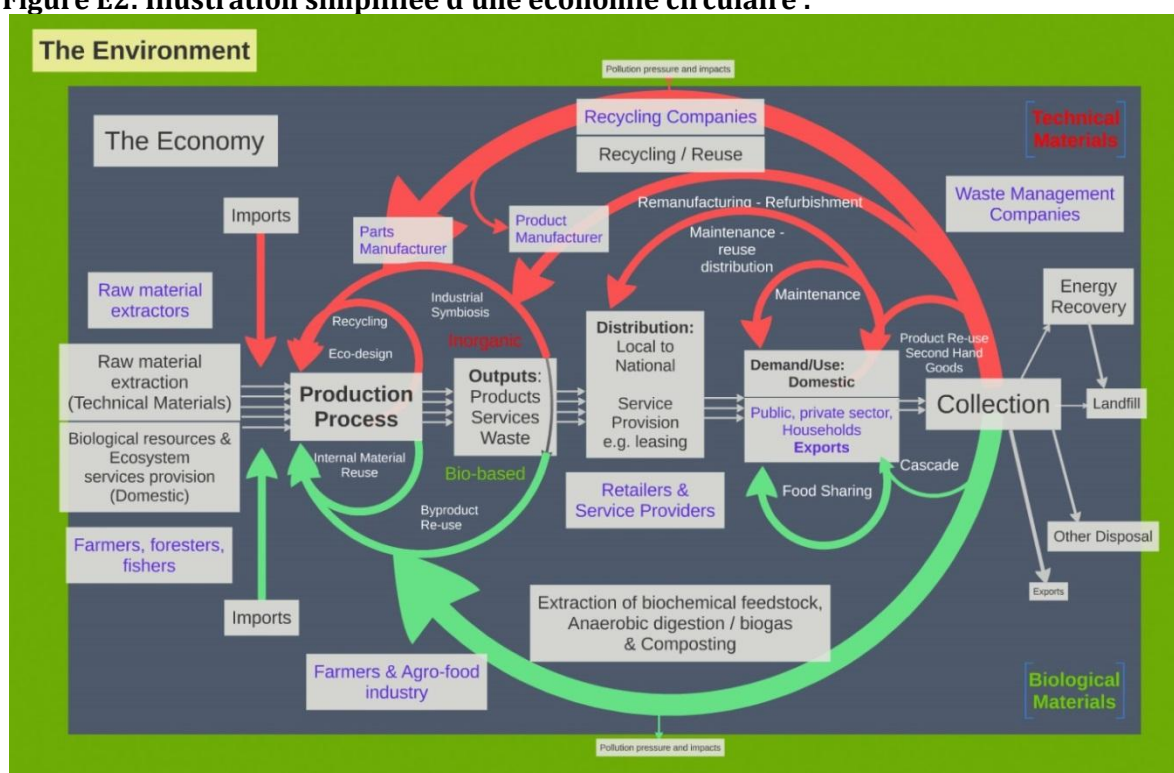 Figure E2: Illustration simplifiée d'une économie circulaire :
The Environment
Pollution pressure and impacts
The Economy
Recycling Companies
Recycling / Reuse
Technical
Materials
Waste Management
Companies
Imports
Parts
Manufacturer
Product
Manufacturer
Remanufacturing - Refurbishment
Maintenance -
reuse
distribution
Maintenance
Raw material
extractors
Recycling
Eco-design
Industrial
Symbiosis
Inorganic
Energy
Recovery
Product Re-use
Second Hand
Goods
Raw material
extraction
(Technical Materials)
Biological resources &
Ecosystem
services provision
(Domestic)
Production
Process
Outputs:
Products
Services
Waste
Distribution:
Local to
National
Service
Provision
e.g. leasing
Demand/Use:
Domestic
Public, private sector,
Households
Exports
Collection
Landfill
Internal Material
Reuse
Bio-based
Byproduct
Re-use
Retailers &
Service Providers
Food Sharing
Cascade
Farmers, foresters,
fishers
Other Disposal
Exports
Imports
Extraction of biochemical feedstock,
Anaerobic digestion / biogas
& Composting
Farmers & Agro-food
industry
Biological
Materials
Pollution pressure and impacts